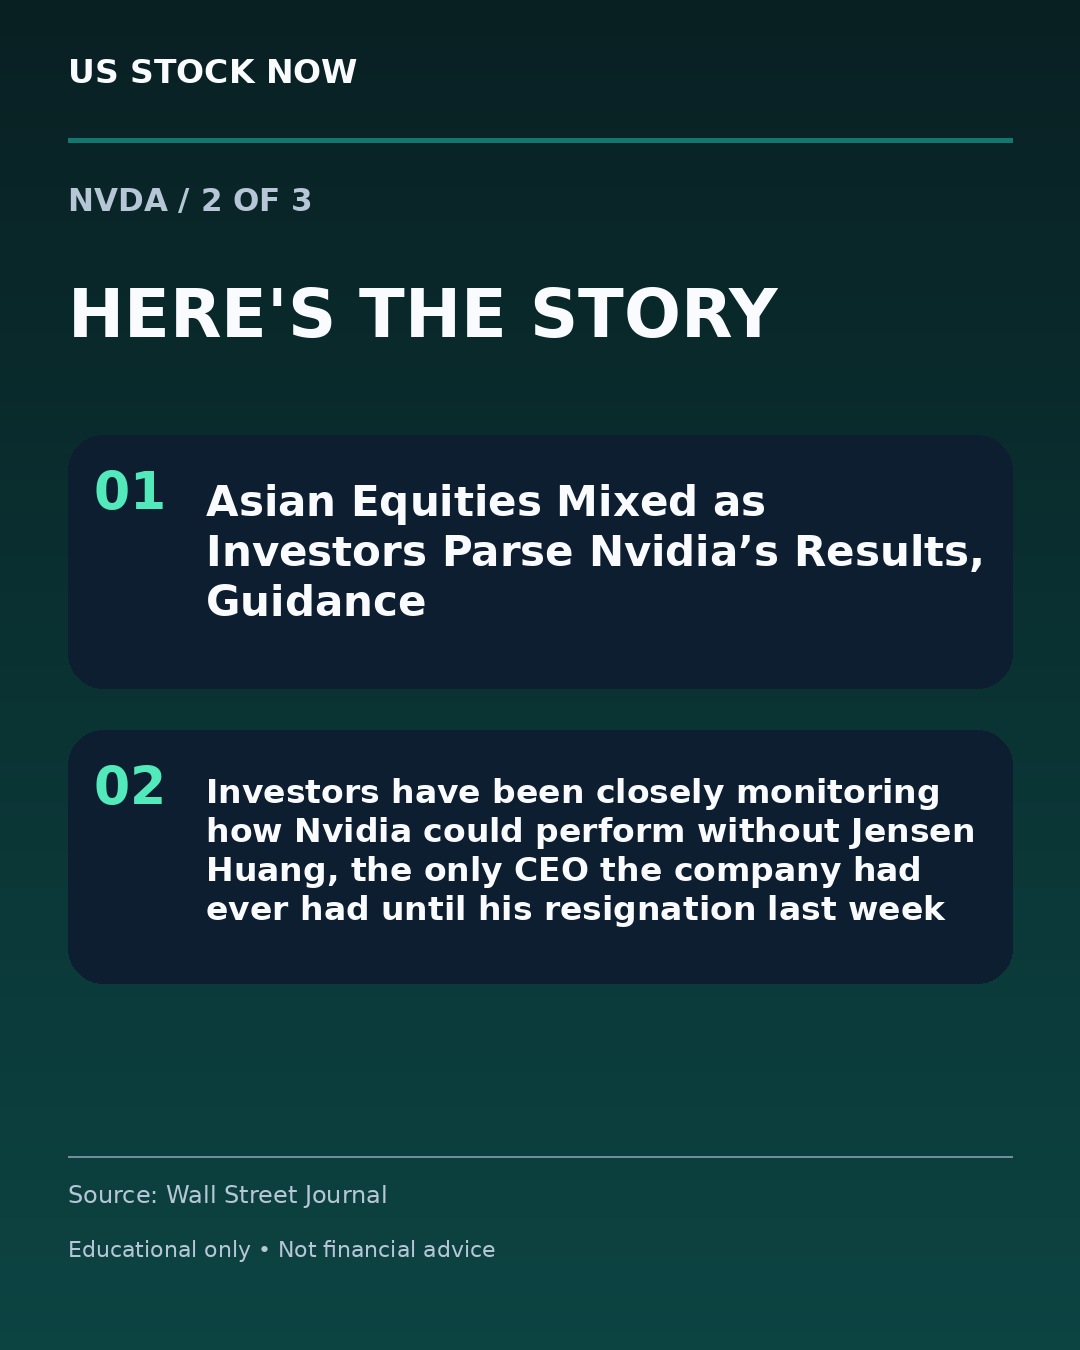 US STOCK NOW
NVDA / 2 OF 3
HERE'S THE STORY
01
Asian Equities Mixed as
Investors Parse Nvidia’s Results,
Guidance
02
Investors have been closely monitoring
how Nvidia could perform without Jensen
Huang, the only CEO the company had
ever had until his resignation last week
Source: Wall Street Journal
Educational only • Not financial advice